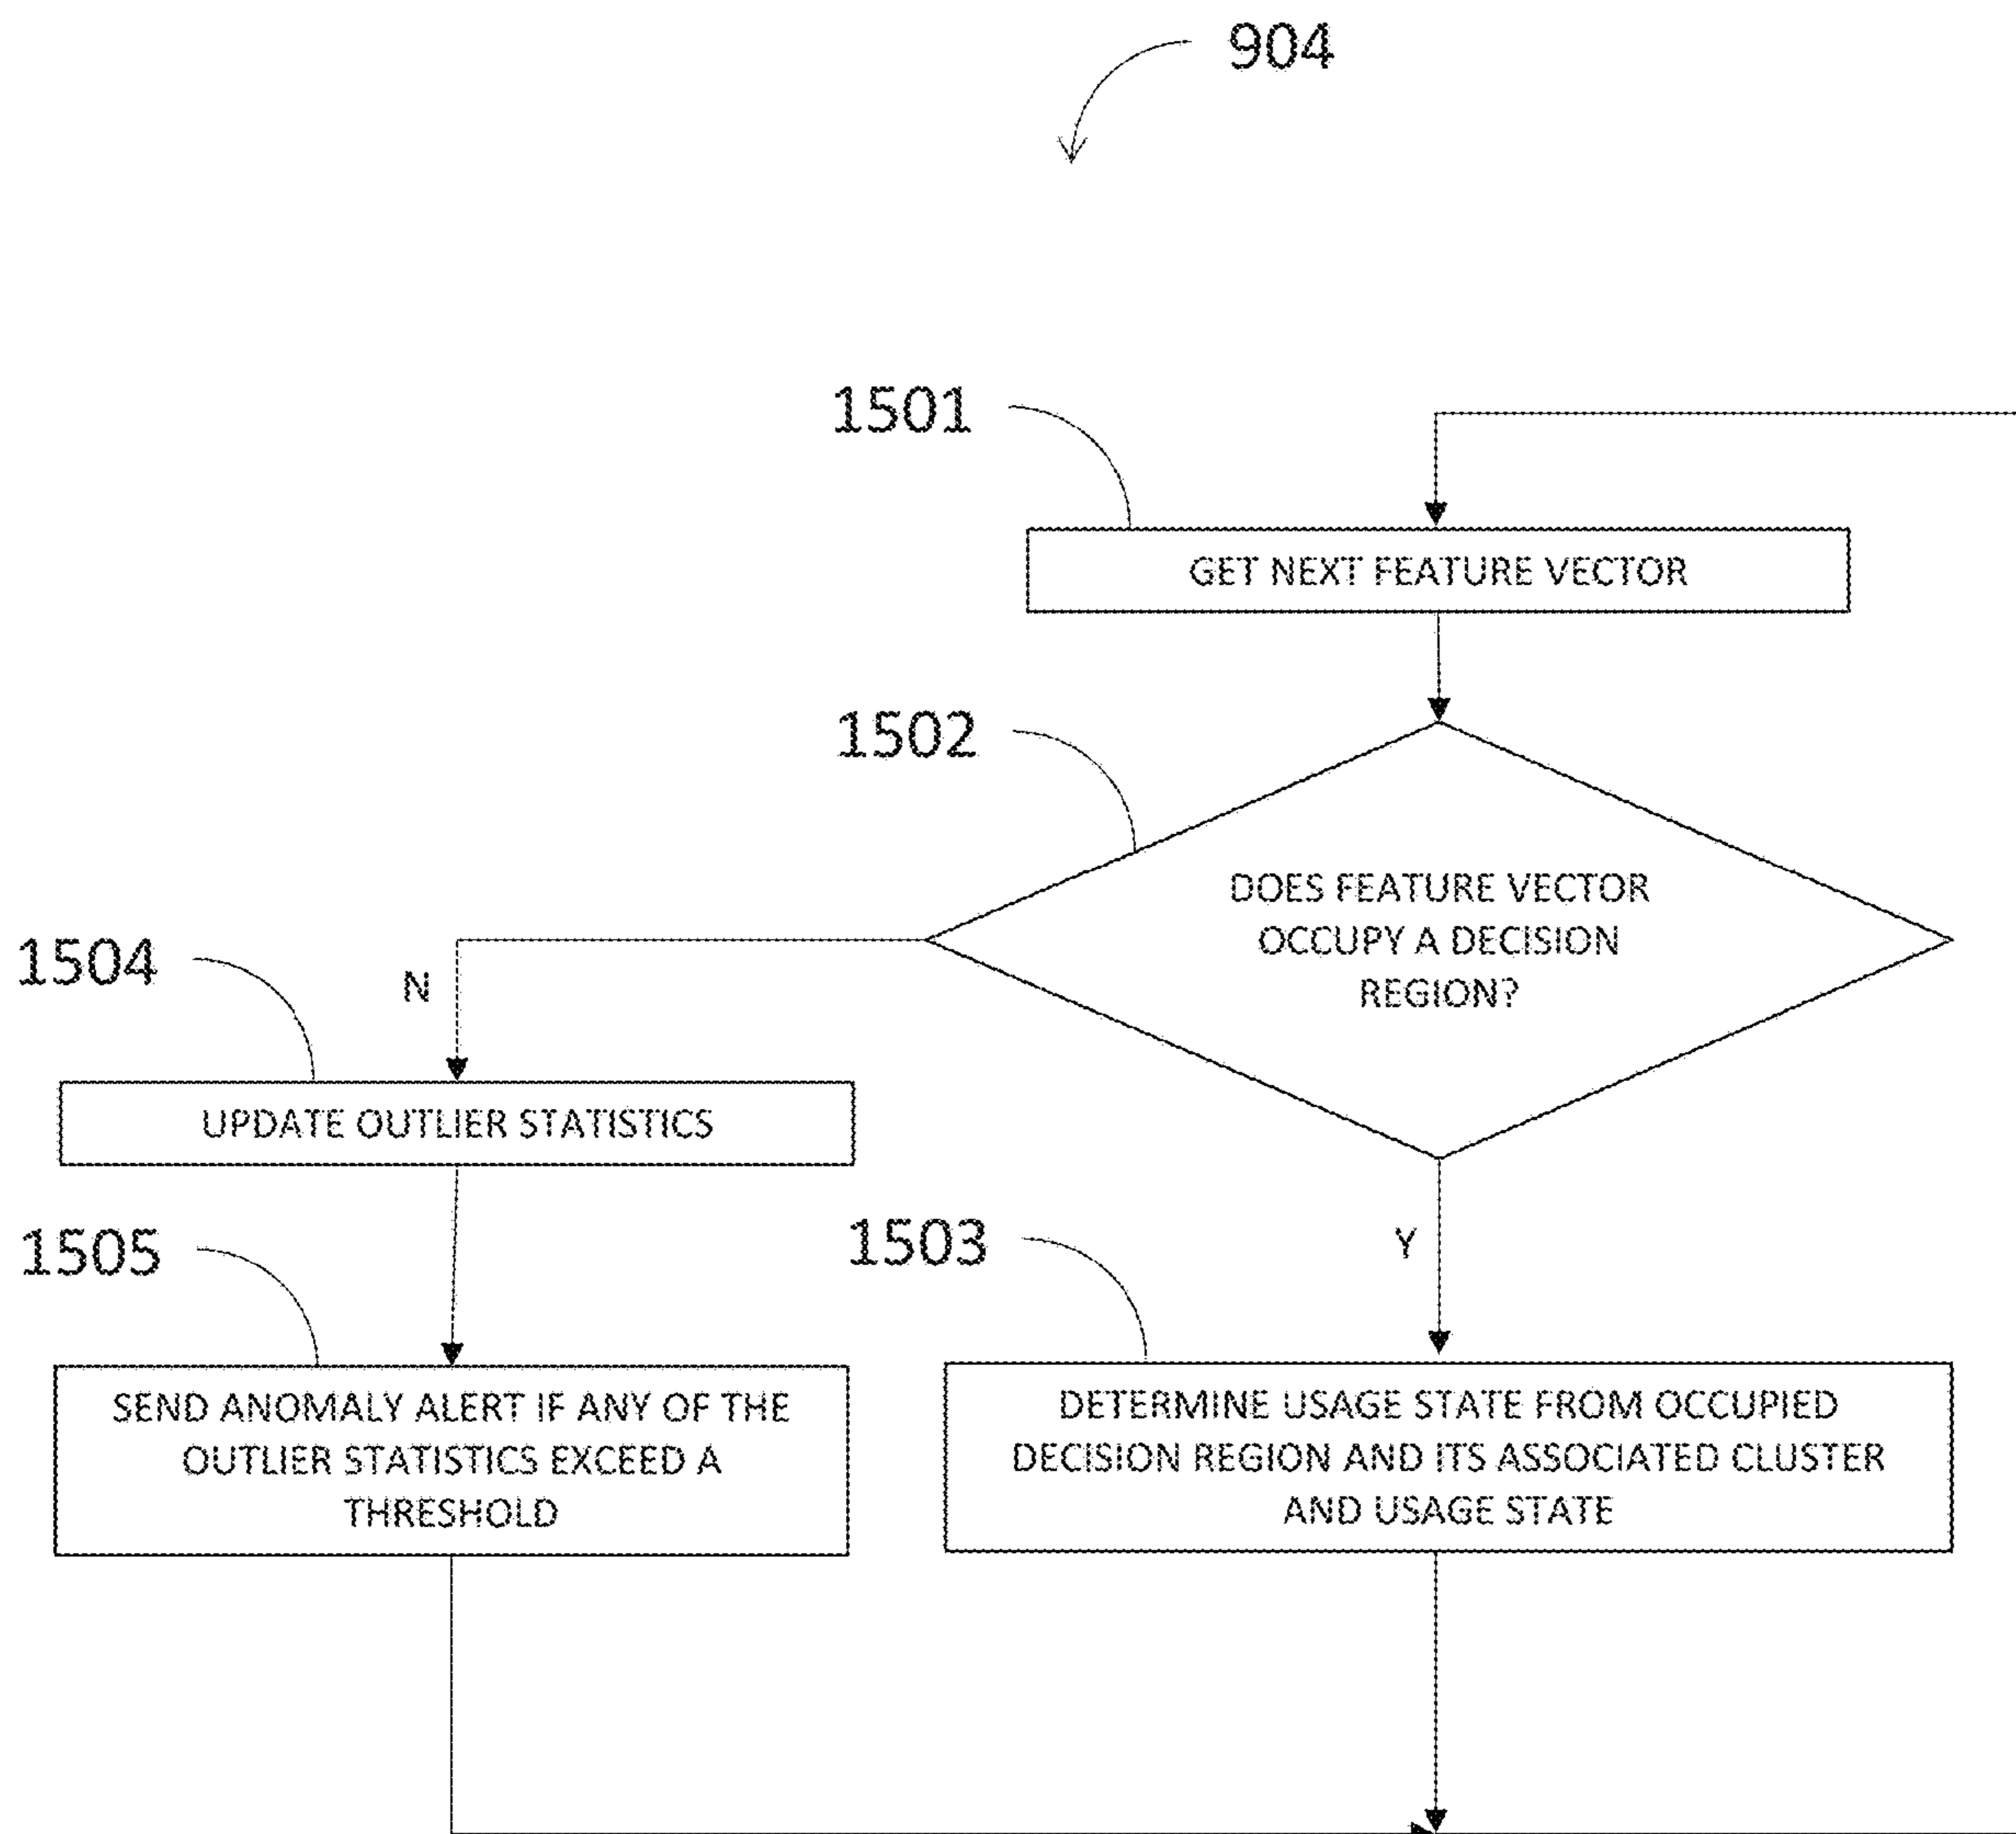 904
1501
GET NEXT FEATURE VECTOR
1502
DOES FEATURE VECTOR
OCCUPY A DECISION
REGION?
1504
N
UPDATE OUTLIER STATISTICS
1505
SEND ANOMALY ALERT IF ANY OF THE
OUTLIER STATISTICS EXCEED A
THRESHOLD
1503
Y
DETERMINE USAGE STATE FROM OCCUPIED
DECISION REGION AND ITS ASSOCIATED CLUSTER
AND USAGE STATE